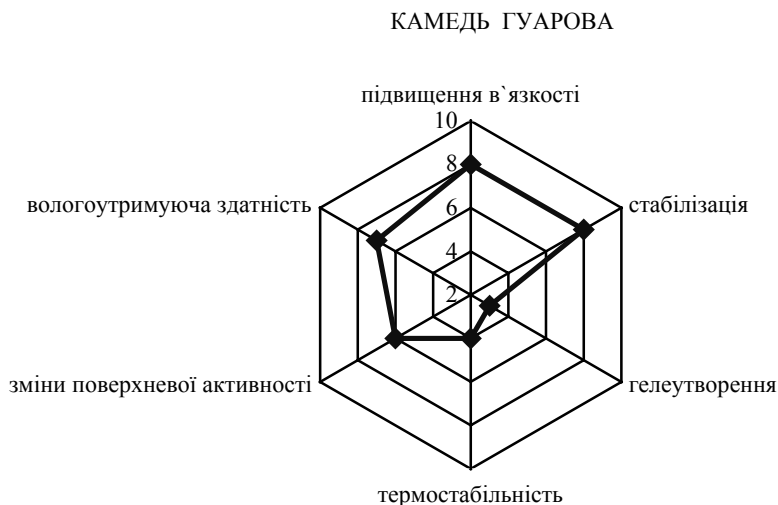 КАМЕДЬ ГУАРОВА
підвищення в`язкості
10
8
вологоутримуюча здатність
стабілізація
6
4
2
зміни поверхневої активності
гелеутворення
термостабільність